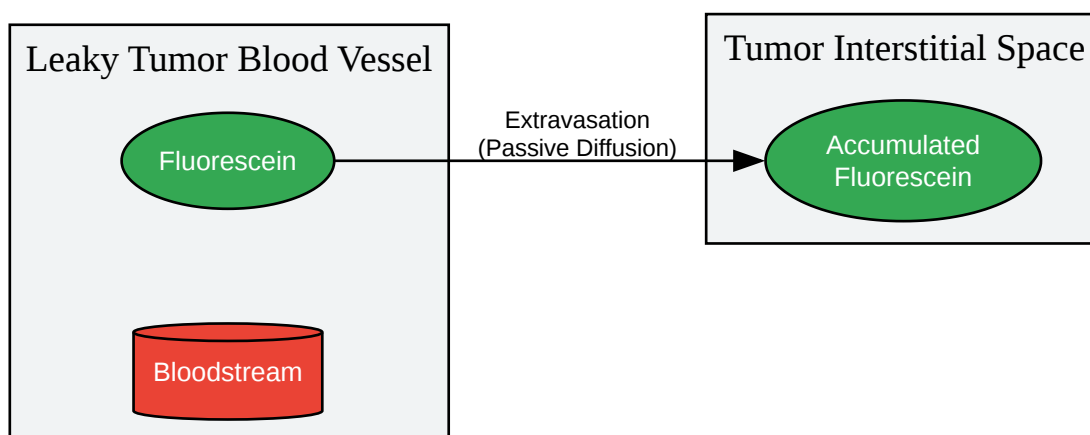 Leaky Tumor Blood Vessel
Tumor Interstitial Space
Fluorescein
Extravasation
(Passive Diffusion)
Accumulated
Fluorescein
Bloodstream